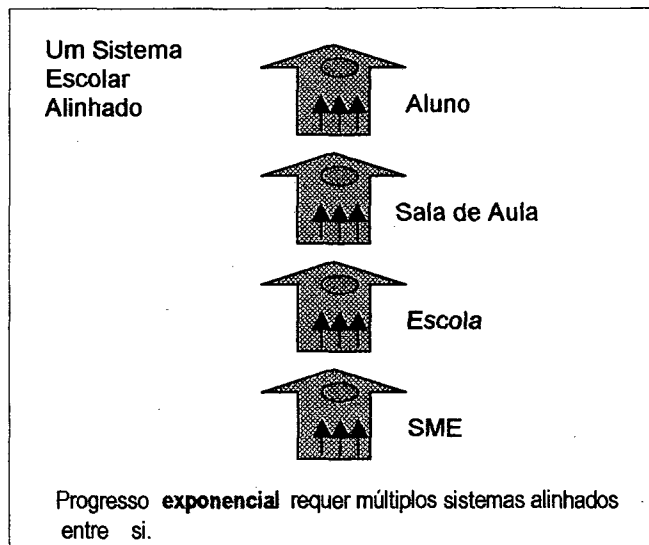 Um Sistema
Escolar
Alinhado
Aluno
Sala de Aula
Escola
SME
Progresso exponencial requer múltiplos sistemas alinhados
entre si.